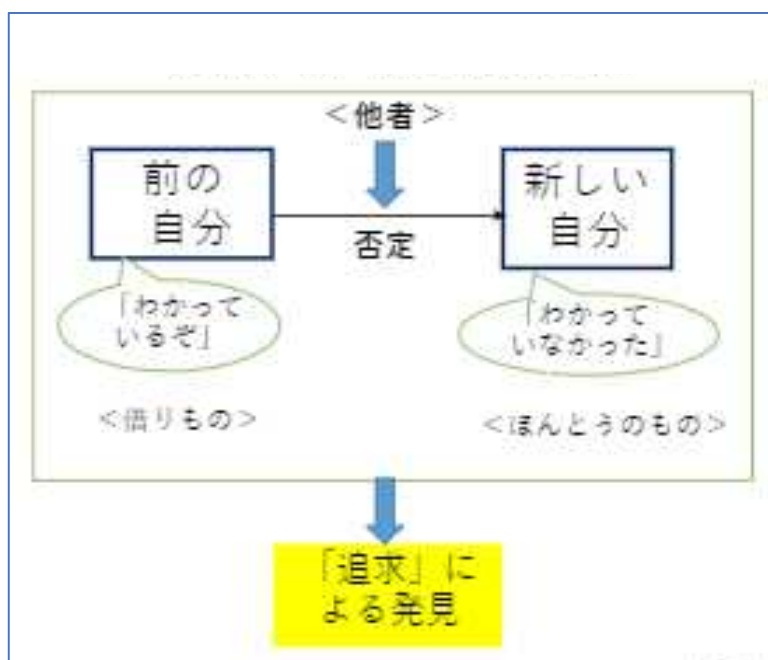 ＜他者＞
前の
自分
新しい
自分
否定
「わかって
いるぞ」
「わかって
いなかった」
＜借りもの＞
＜ほんとうのもの＞
「追求」に
よる発見